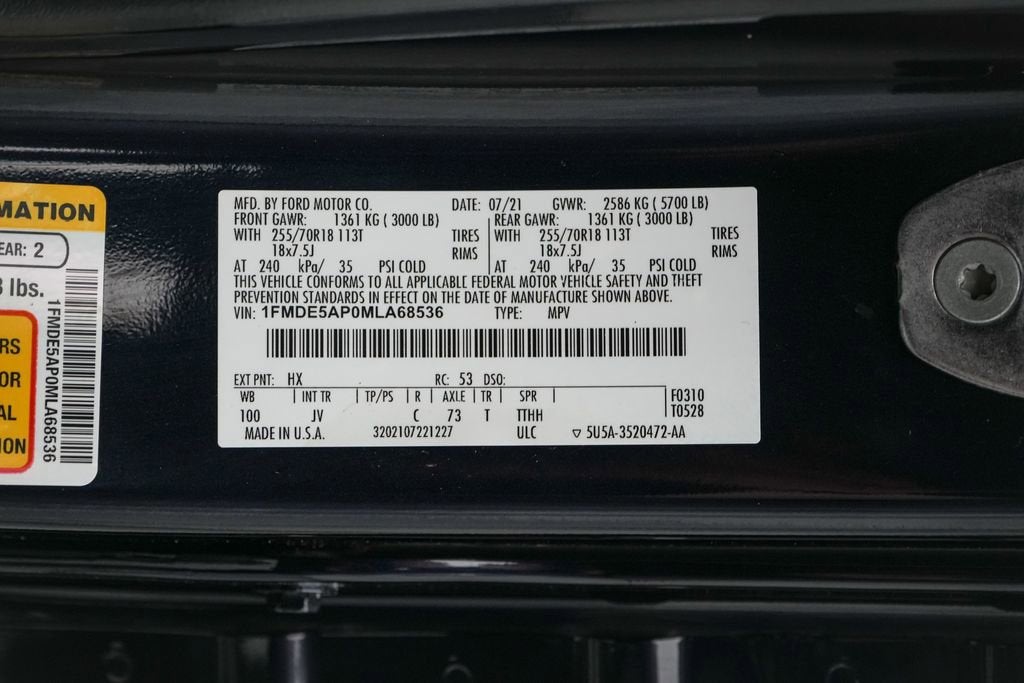 MATION
EAR: 2
lbs.
RS
OR
AL
ION
1FMDE5AP0MLA68536
MFD. BY FORD MOTOR CO. DATE: 07/21 GVWR: 2586 KG ( 5700 LB)
FRONT GAWR: 1361 KG ( 3000 LB) REAR GAWR: 1361 KG ( 3000 LB)
WITH 255/70R18 113T TIRES WITH 255/70R18 113T TIRES
18x7.5J RIMS 18x7.5J RIMS
AT 240 kPa/ 35 PSI COLD AT 240 kPa/ 35 PSI COLD
THIS VEHICLE CONFORMS TO ALL APPLICABLE FEDERAL MOTOR VEHICLE SAFETY AND THEFT
PREVENTION STANDARDS IN EFFECT ON THE DATE OF MANUFACTURE SHOWN ABOVE.
VIN: 1FMDE5AP0MLA68536 TYPE: MPV
EXT PNT: HX RC: 53 DSO:
WB INT TR TP/PS R AXLE TR SPR F0310
100 JV C 73 T TTHH T0528
MADE IN U.S.A. 3202107221227 ULC ▽ 5U5A-3520472-AA